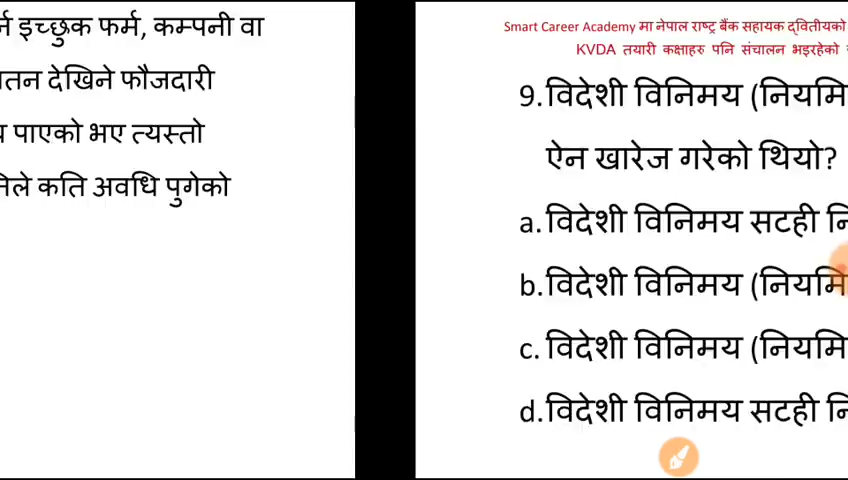 इच्छुक फर्म, कम्पनी वा
देखिने फौजदारी
पाएको भए त्यस्तो
कति अवधि पुगेको
Smart Career Academy मा नेपाल राष्ट्र बैंक सहायक द्वितीयको
KVDA तयारी कक्षाहरु पनि संचालन भइरहेको
9.विदेशी विनिमय (नियमि
ऐन खारेज गरेको थियो?
a.विदेशी विनिमय सटही
b.विदेशी विनिमय (नियमि
c. विदेशी विनिमय (नियमि
d.विदेशी विनिमय सटही